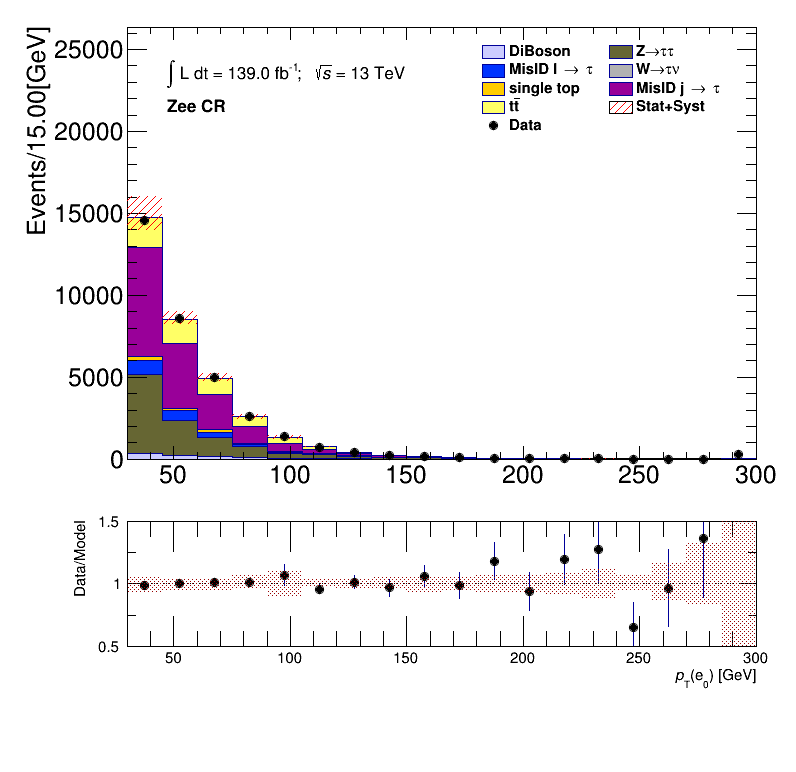 Events/15.00[GeV]
25000
20000
15000
10000
5000
0
∫ L dt = 139.0 fb⁻¹; √s = 13 TeV
Zee CR
DiBoson
Z→ττ
MisID l → τ
W→τν
single top
MisID j → τ
tt̄
Stat+Syst
Data
50 100 150 200 250 300
Data/Model
1.5
1
0.5
50 100 150 200 250 300
p_T(e_0) [GeV]